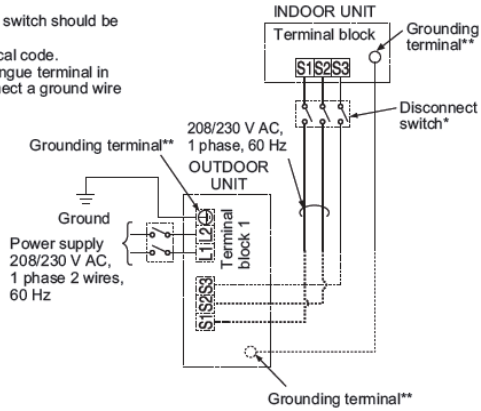 switch should be
cal code.
ngue terminal in
nect a ground wire
INDOOR UNIT
Terminal block
Grounding
terminal**
S1 S2 S3
Disconnect
switch*
208/230 V AC,
1 phase, 60 Hz
Grounding terminal**
OUTDOOR
UNIT
Ground
Power supply
208/230 V AC,
1 phase 2 wires,
60 Hz
L1 L2
Terminal
block 1
S1 S2 S3
Grounding terminal**